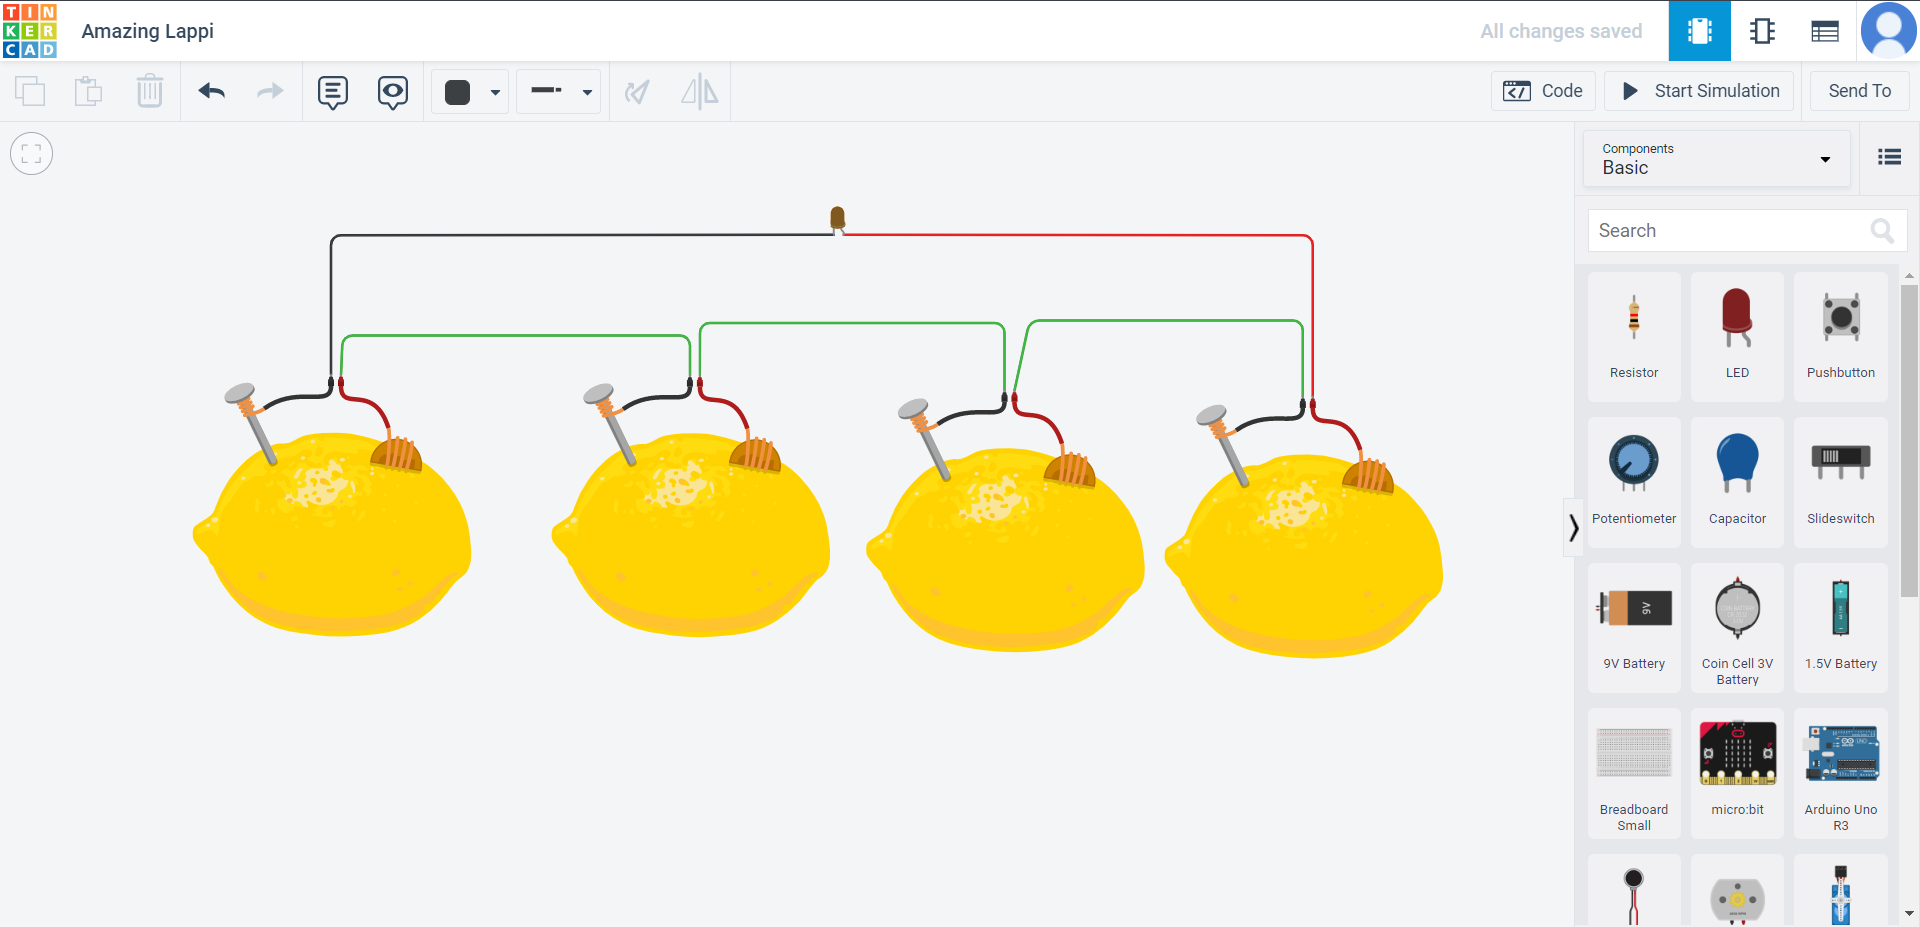 TIN
KER
CAD
Amazing Lappi
All changes saved
Code
Start Simulation
Send To
Components
Basic
Search
Resistor
LED
Pushbutton
Potentiometer
Capacitor
Slideswitch
9V
9V Battery
Coin Cell 3V
Battery
1.5V Battery
Breadboard
Small
micro:bit
Arduino Uno
R3